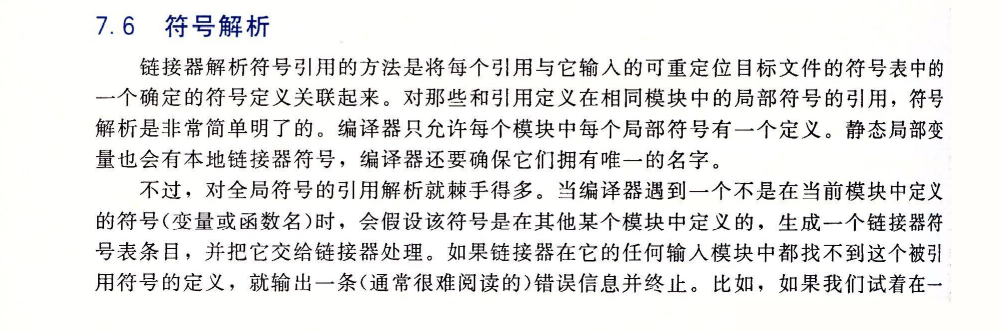 7.6 符号解析
链接器解析符号引用的方法是将每个引用与它输入的可重定位目标文件的符号表中的
一个确定的符号定义关联起来。对那些和引用定义在相同模块中的局部符号的引用，符号
解析是非常简单明了的。编译器只允许每个模块中每个局部符号有一个定义。静态局部变
量也会有本地链接器符号，编译器还要确保它们拥有唯一的名字。
不过，对全局符号的引用解析就棘手得多。当编译器遇到一个不是在当前模块中定义
的符号(变量或函数名)时，会假设该符号是在其他某个模块中定义的，生成一个链接器符
号表条目，并把它交给链接器处理。如果链接器在它的任何输入模块中都找不到这个被引
用符号的定义，就输出一条(通常很难阅读的)错误信息并终止。比如，如果我们试着在一